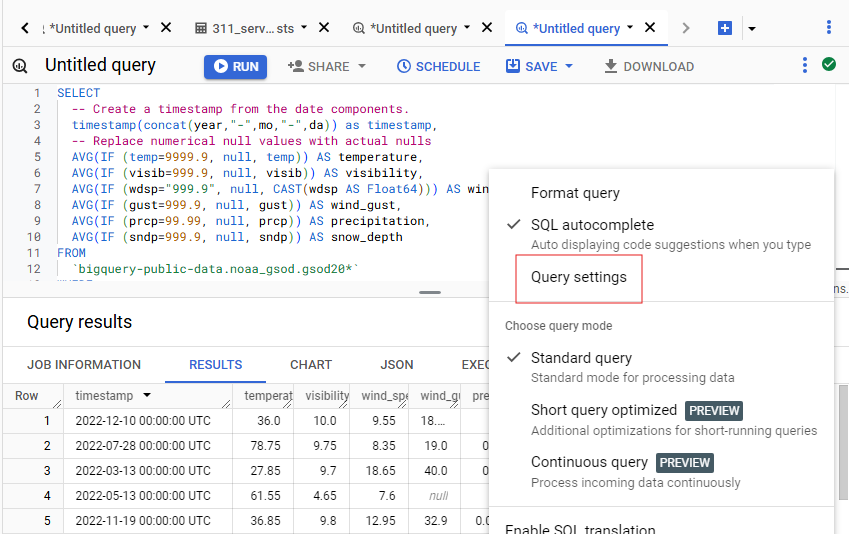 *Untitled query
311_serv...sts
*Untitled query
*Untitled query
Untitled query
RUN
SHARE
SCHEDULE
SAVE
DOWNLOAD
1 SELECT
2 -- Create a timestamp from the date components.
3 timestamp(concat(year,"-",mo,"-",da)) as timestamp,
4 -- Replace numerical null values with actual nulls
5 AVG(IF (temp=9999.9, null, temp)) AS temperature,
6 AVG(IF (visib=999.9, null, visib)) AS visibility,
7 AVG(IF (wdsp="999.9", null, CAST(wdsp AS Float64))) AS win
8 AVG(IF (gust=999.9, null, gust)) AS wind_gust,
9 AVG(IF (prcp=99.99, null, prcp)) AS precipitation,
10 AVG(IF (sndp=999.9, null, sndp)) AS snow_depth
11 FROM
12 `bigquery-public-data.noaa_gsod.gsod20*`
ns.
Format query
SQL autocomplete
Auto displaying code suggestions when you type
Query settings
Choose query mode
Standard query
Standard mode for processing data
Short query optimized PREVIEW
Additional optimizations for short-running queries
Continuous query PREVIEW
Process incoming data continuously
Enable SQL translation
Query results
JOB INFORMATION RESULTS CHART JSON EXEC
Row timestamp temperat visibility wind_spe wind_gu pre
1 2022-12-10 00:00:00 UTC 36.0 10.0 9.55 18....
2 2022-07-28 00:00:00 UTC 78.75 9.75 8.35 19.0 0
3 2022-03-13 00:00:00 UTC 27.85 9.7 18.65 40.0 0
4 2022-05-13 00:00:00 UTC 61.55 4.65 7.6 null
5 2022-11-19 00:00:00 UTC 36.85 9.8 12.95 32.9 0.0